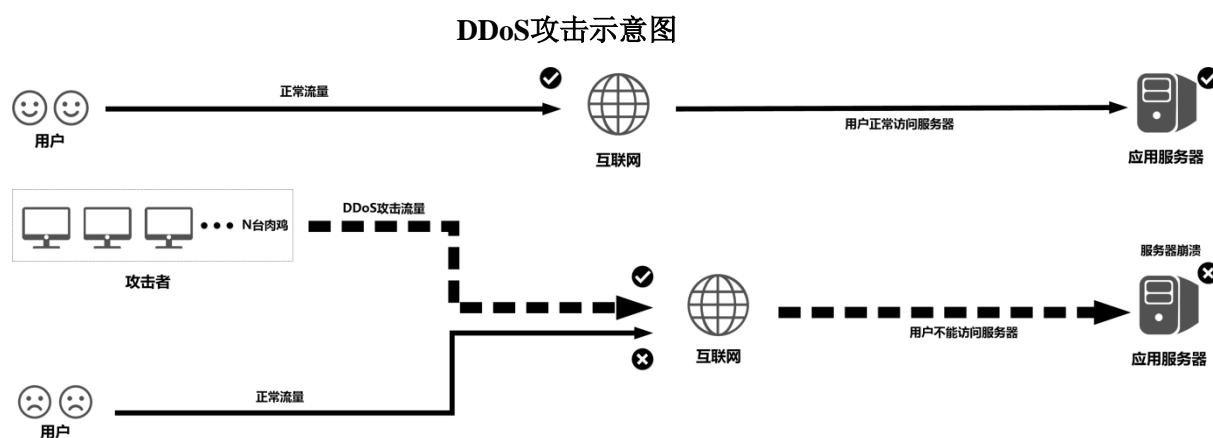 DDoS攻击示意图
正常流量
用户
互联网
用户正常访问服务器
应用服务器
N台肉鸡
DDoS攻击流量
攻击者
服务器崩溃
互联网
用户不能访问服务器
应用服务器
正常流量
用户